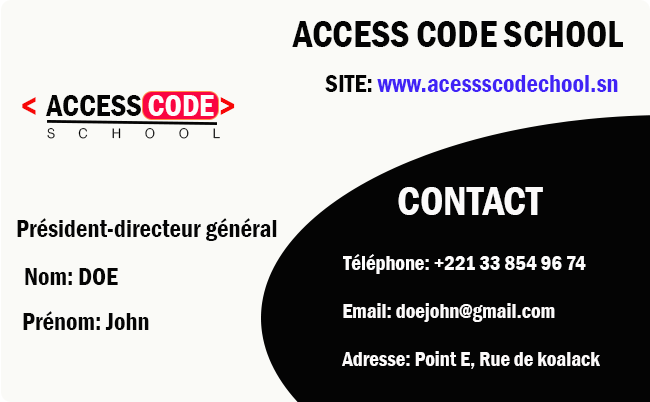 ACCESS CODE SCHOOL
SITE: www.acessscodechool.sn
< ACCESS CODE >
SCHOOL
Président-directeur général
Nom: DOE
Prénom: John
CONTACT
Téléphone: +221 33 854 96 74
Email: doejohn@gmail.com
Adresse: Point E, Rue de koalack